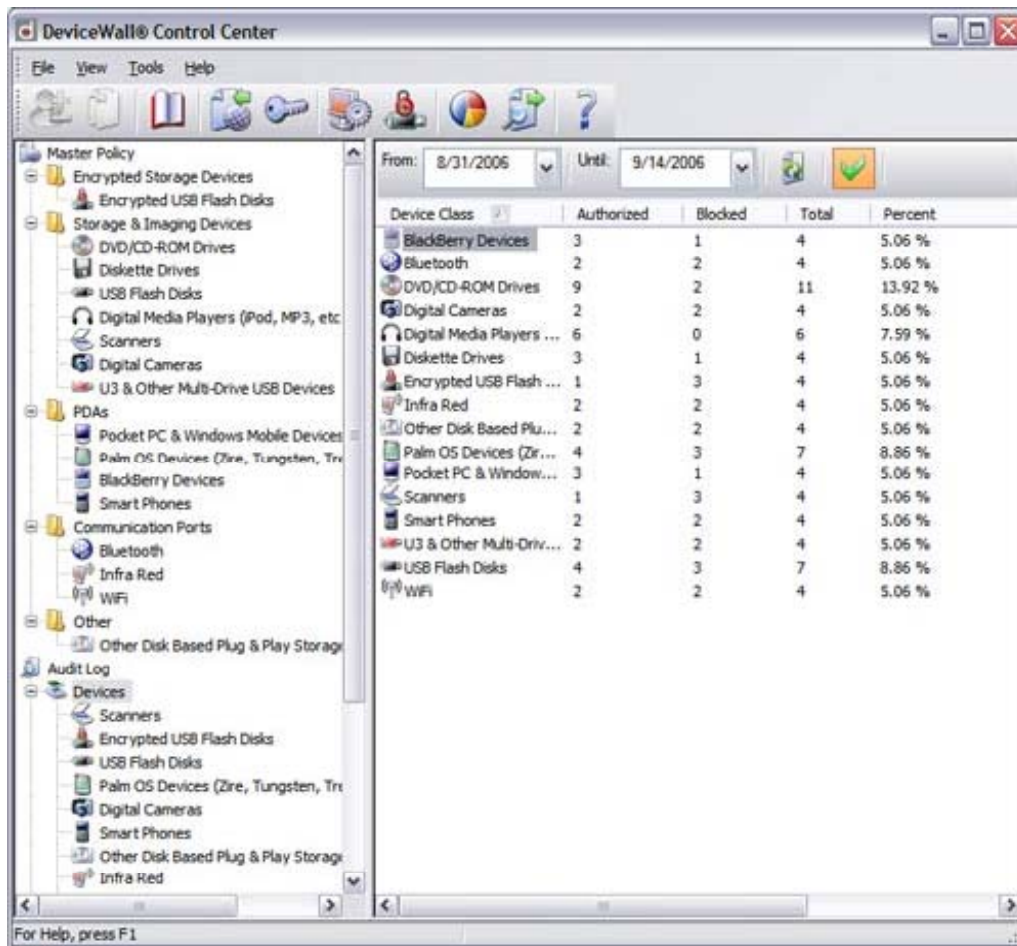 DeviceWall® Control Center
File View Tools Help
Master Policy
Encrypted Storage Devices
Encrypted USB Flash Disks
Storage & Imaging Devices
DVD/CD-ROM Drives
Diskette Drives
USB Flash Disks
Digital Media Players (iPod, MP3, etc
Scanners
Digital Cameras
U3 & Other Multi-Drive USB Devices
PDAs
Pocket PC & Windows Mobile Devices
Palm OS Devices (Zire, Tungsten, Tre
BlackBerry Devices
Smart Phones
Communication Ports
Bluetooth
Infra Red
WiFi
Other
Other Disk Based Plug & Play Storage
Audit Log
Devices
Scanners
Encrypted USB Flash Disks
USB Flash Disks
Palm OS Devices (Zire, Tungsten, Tre
Digital Cameras
Smart Phones
Other Disk Based Plug & Play Storage
Infra Red
From: 8/31/2006 Until: 9/14/2006
Device Class Authorized Blocked Total Percent
BlackBerry Devices 3 1 4 5.06 %
Bluetooth 2 2 4 5.06 %
DVD/CD-ROM Drives 9 2 11 13.92 %
Digital Cameras 2 2 4 5.06 %
Digital Media Players ... 6 0 6 7.59 %
Diskette Drives 3 1 4 5.06 %
Encrypted USB Flash ... 1 3 4 5.06 %
Infra Red 2 2 4 5.06 %
Other Disk Based Plu... 2 2 4 5.06 %
Palm OS Devices (Zir... 4 3 7 8.86 %
Pocket PC & Window... 3 1 4 5.06 %
Scanners 1 3 4 5.06 %
Smart Phones 2 2 4 5.06 %
U3 & Other Multi-Driv... 2 2 4 5.06 %
USB Flash Disks 4 3 7 8.86 %
WiFi 2 2 4 5.06 %
For Help, press F1